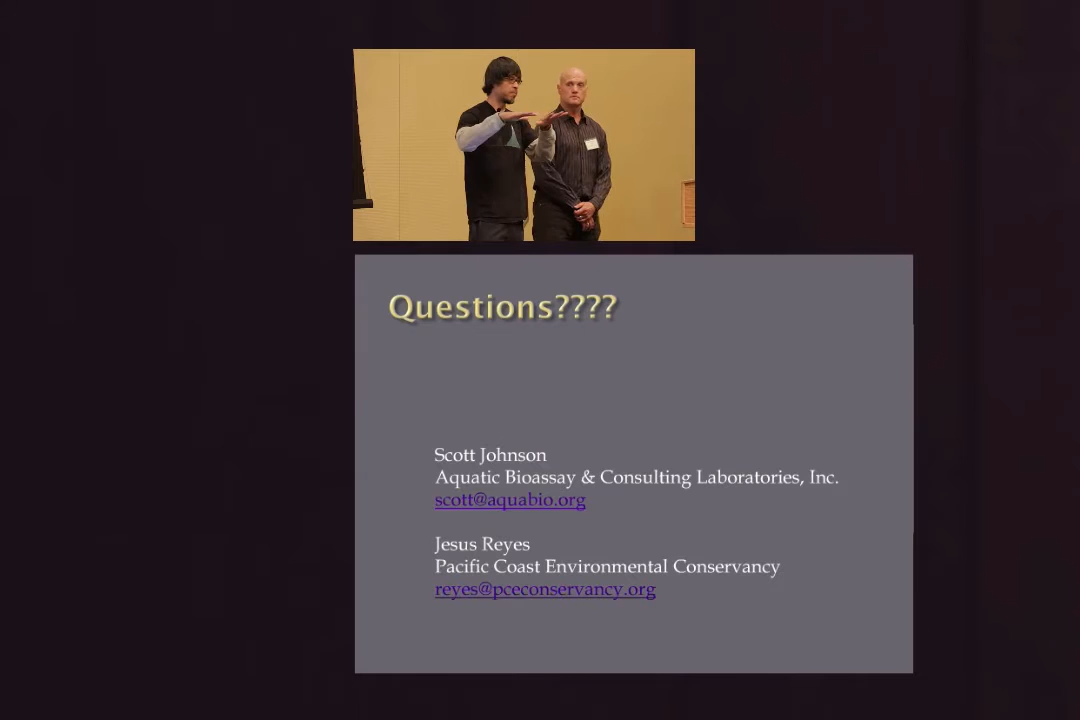 Questions????
Scott Johnson
Aquatic Bioassay & Consulting Laboratories, Inc.
scott@aquabio.org
Jesus Reyes
Pacific Coast Environmental Conservancy
reyes@pceconservancy.org